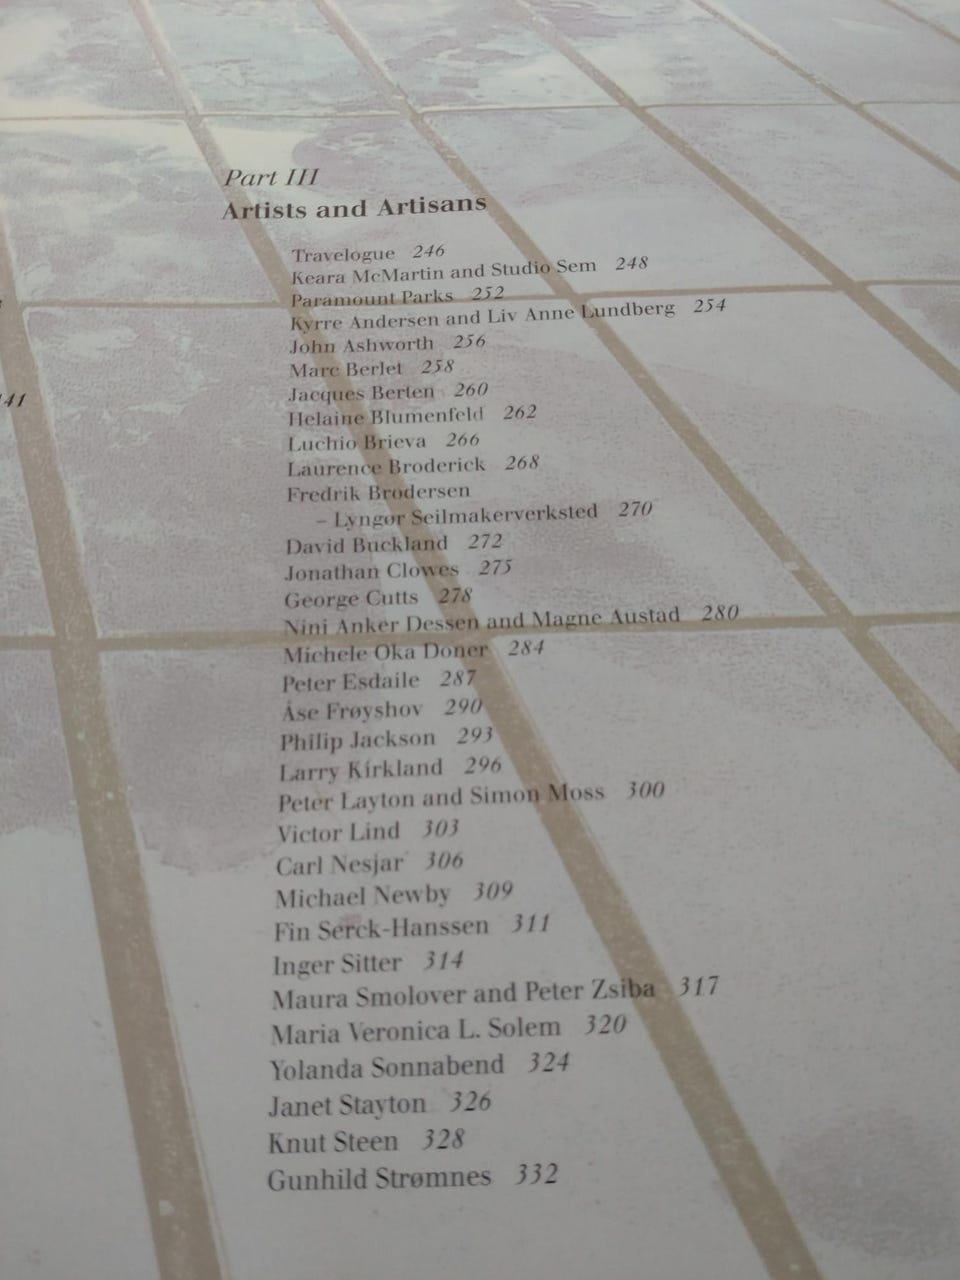 Part III
Artists and Artisans
Travelogue 246
Keara McMartin and Studio Sem 248
Paramount Parks 252
Kyrre Andersen and Liv Anne Lundberg 254
John Ashworth 256
Marc Berlet 258
Jacques Berten 260
Helaine Blumenfeld 262
Luchio Brieva 266
Laurence Broderick 268
Fredrik Brodersen
– Lyngør Seilmakerverksted 270
David Buckland 272
Jonathan Clowes 275
George Cutts 278
Nini Anker Dessen and Magne Austad 280
Michele Oka Doner 284
Peter Esdaile 287
Åse Frøyshov 290
Philip Jackson 293
Larry Kirkland 296
Peter Layton and Simon Moss 300
Victor Lind 303
Carl Nesjar 306
Michael Newby 309
Fin Serck-Hanssen 311
Inger Sitter 314
Maura Smolover and Peter Zsiba 317
Maria Veronica L. Solem 320
Yolanda Sonnabend 324
Janet Stayton 326
Knut Steen 328
Gunhild Strømnes 332